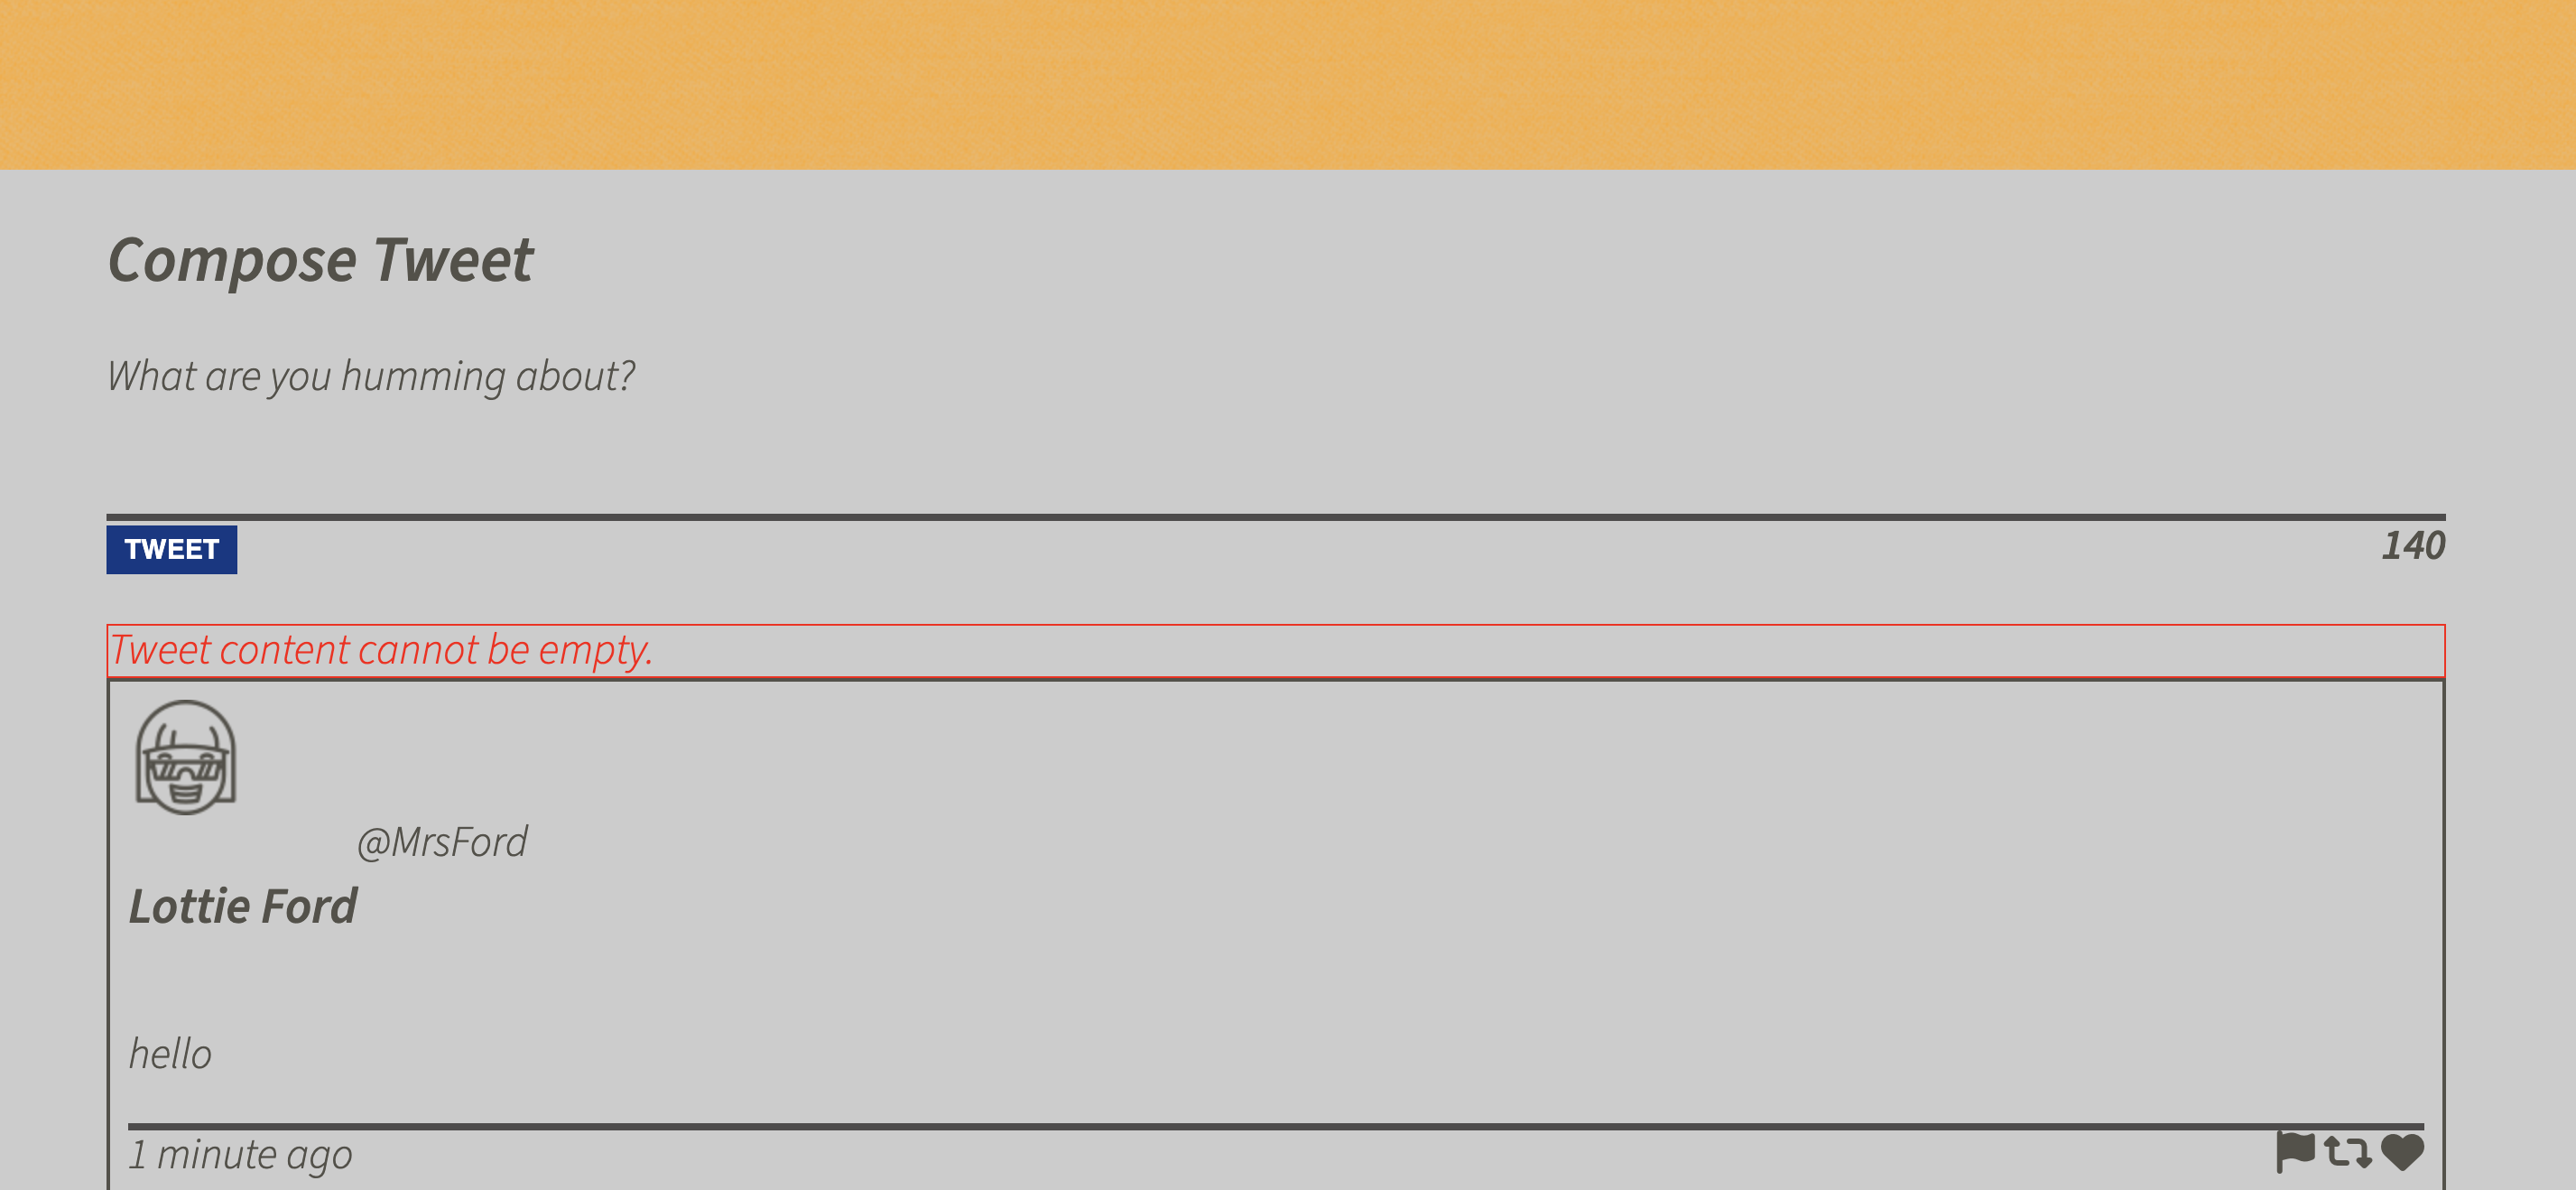 Compose Tweet
What are you humming about?
TWEET
140
Tweet content cannot be empty.
@MrsFord
Lottie Ford
hello
1 minute ago